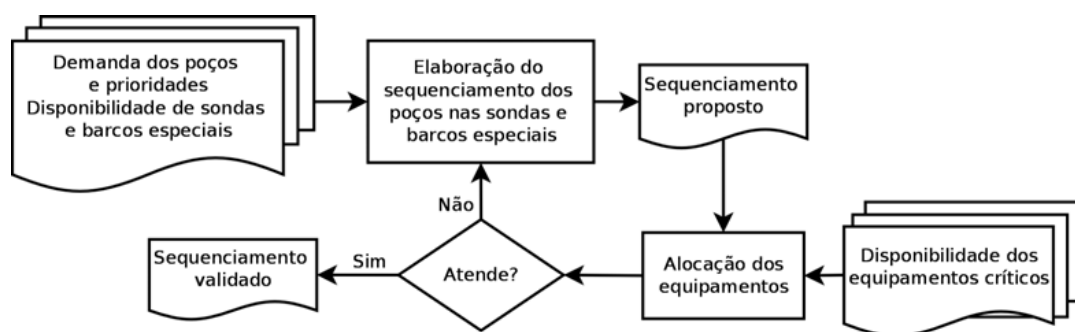 Demanda dos poços
e prioridades
Disponibilidade de sondas
e barcos especiais
Elaboração do
sequenciamento dos
poços nas sondas e
barcos especiais
Sequenciamento
proposto
Não
Sequenciamento
validado
Sim
Atende?
Alocação dos
equipamentos
Disponibilidade dos
equipamentos críticos